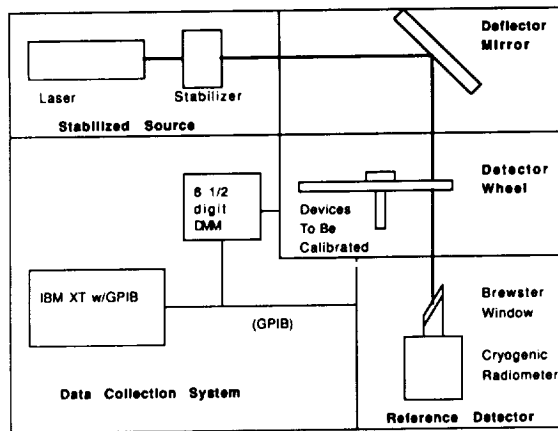 Deflector
Mirror
Laser
Stabilizer
Stabilized Source
Detector
Wheel
6 1/2
digit
DMM
Devices
To Be
Calibrated
IBM XT w/GPIB
(GPIB)
Brewster
Window
Cryogenic
Radiometer
Data Collection System
Reference Detector